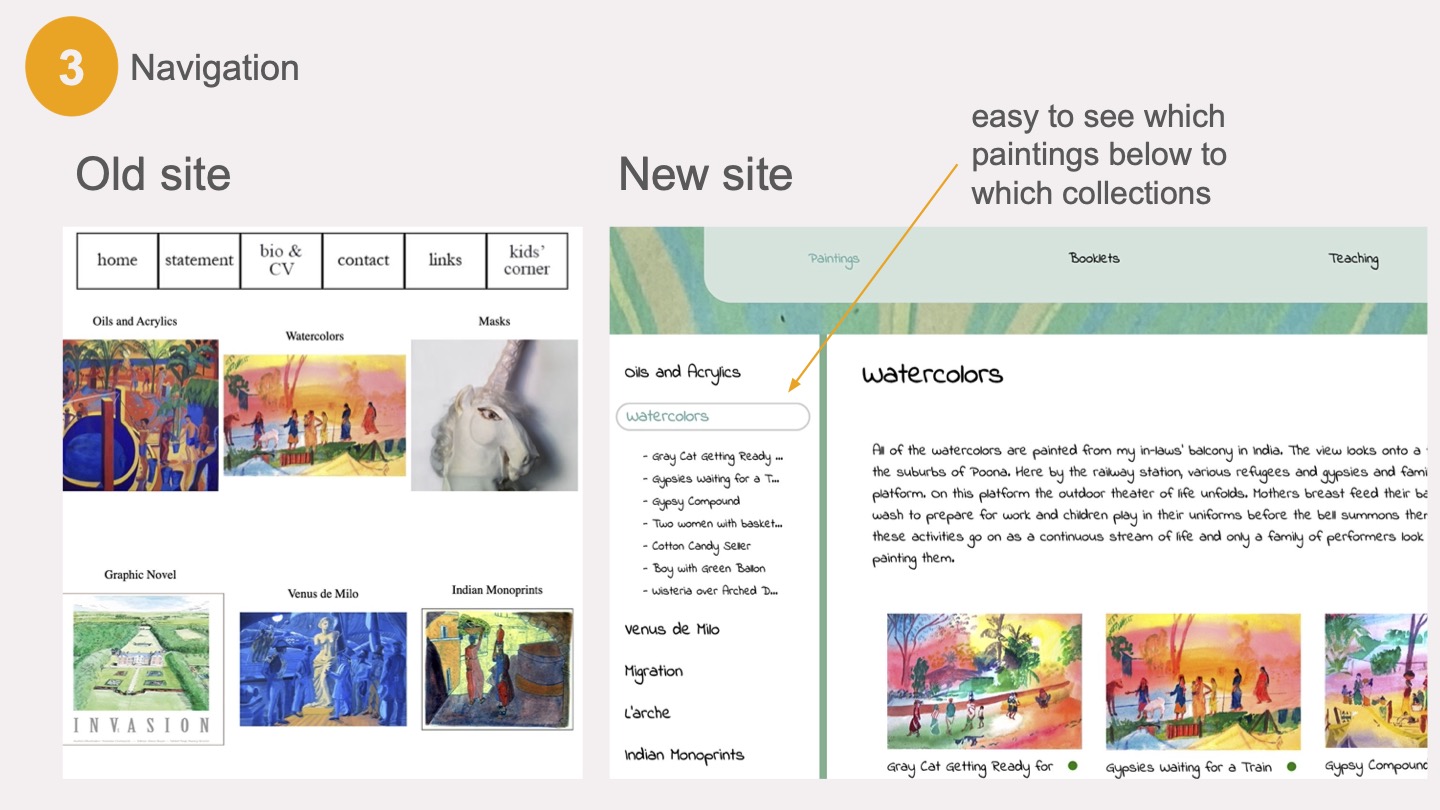 3
Navigation
Old site
New site
easy to see which
paintings below to
which collections
home
statement
bio &
CV
contact
links
kids'
corner
Oils and Acrylics
Watercolors
Masks
Graphic Novel
Venus de Milo
Indian Monoprints
INVASION
Paintings
Booklets
Teaching
Oils and Acrylics
Watercolors
- Gray Cat Getting Ready ...
- Gypsies Waiting for a T...
- Gypsy Compound
- Two women with basket...
- Cotton Candy Seller
- Boy with Green Ballon
- Wisteria over Arched D...
Venus de Milo
Migration
L'arche
Indian Monoprints
Watercolors
All of the watercolors are painted from my in-laws' balcony in India. The view looks onto a
the suburbs of Poona. Here by the railway station, various refugees and gypsies and fami
platform. On this platform the outdoor theater of life unfolds. Mothers breast feed their ba
wash to prepare for work and children play in their uniforms before the bell summons ther
these activities go on as a continuous stream of life and only a family of performers look
painting them.
Gray Cat Getting Ready for
Gypsies Waiting for a Train
Gypsy Compound